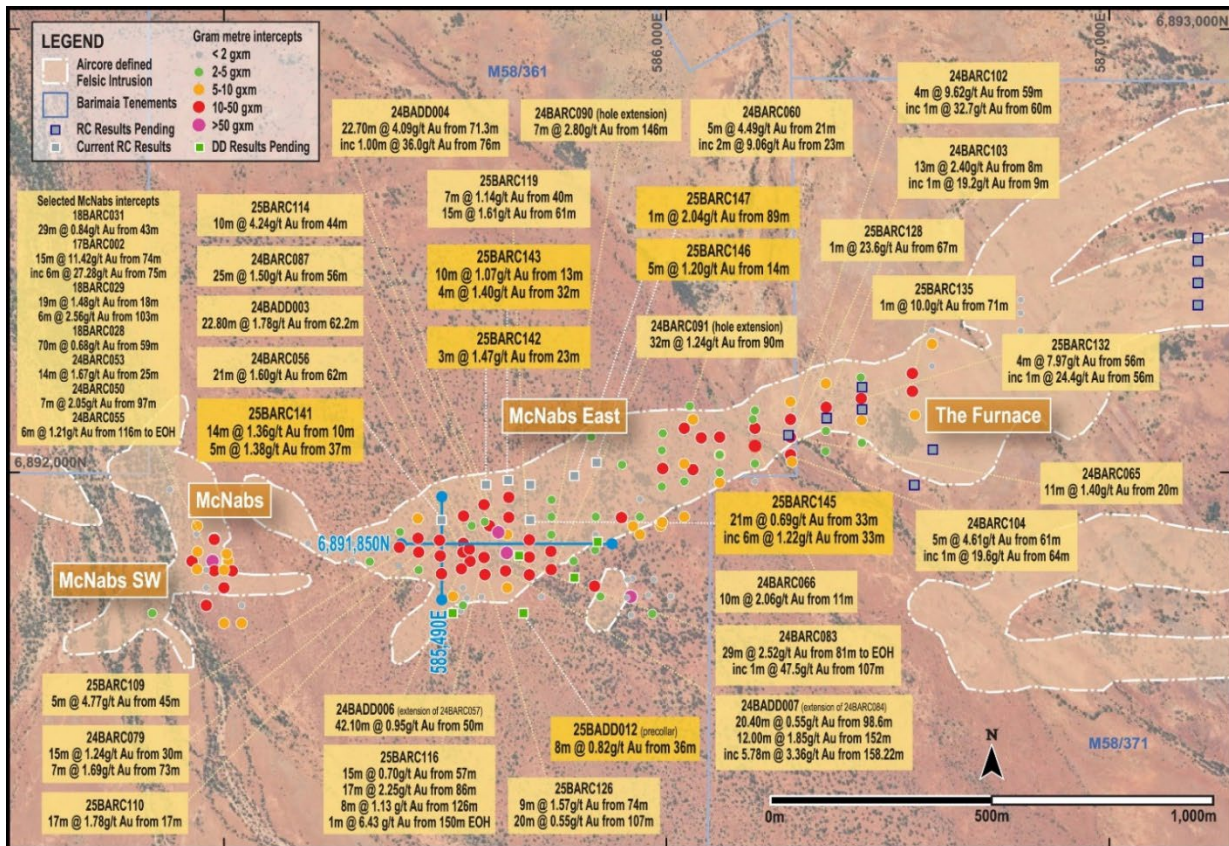 LEGEND
Aircore defined
Felsic Intrusion
Barimaia Tenements
RC Results Pending
Current RC Results
Gram metre intercepts
< 2 gxm
2-5 gxm
5-10 gxm
10-50 gxm
>50 gxm
DD Results Pending
M58/361
586,000E
587,000E
6,893,000N
24BADD004
22.70m @ 4.09g/t Au from 71.3m
inc 1.00m @ 36.0g/t Au from 76m
24BARC090 (hole extension)
7m @ 2.80g/t Au from 146m
24BARC060
5m @ 4.49g/t Au from 21m
inc 2m @ 9.06g/t Au from 23m
24BARC102
4m @ 9.62g/t Au from 59m
inc 1m @ 32.7g/t Au from 60m
24BARC103
13m @ 2.40g/t Au from 8m
inc 1m @ 19.2g/t Au from 9m
Selected McNabs intercepts
18BARC031
29m @ 0.84g/t Au from 43m
17BARC002
15m @ 11.42g/t Au from 74m
inc 6m @ 27.28g/t Au from 75m
18BARC029
19m @ 1.48g/t Au from 18m
6m @ 2.56g/t Au from 103m
18BARC028
70m @ 0.68g/t Au from 59m
24BARC053
14m @ 1.67g/t Au from 25m
24BARC050
7m @ 2.05g/t Au from 97m
24BARC055
6m @ 1.21g/t Au from 116m to EOH
25BARC114
10m @ 4.24g/t Au from 44m
24BARC087
25m @ 1.50g/t Au from 56m
24BADD003
22.80m @ 1.78g/t Au from 62.2m
24BARC056
21m @ 1.60g/t Au from 62m
25BARC141
14m @ 1.36g/t Au from 10m
5m @ 1.38g/t Au from 37m
25BARC119
7m @ 1.14g/t Au from 40m
15m @ 1.61g/t Au from 61m
25BARC143
10m @ 1.07g/t Au from 13m
4m @ 1.40g/t Au from 32m
25BARC142
3m @ 1.47g/t Au from 23m
25BARC147
1m @ 2.04g/t Au from 89m
25BARC146
5m @ 1.20g/t Au from 14m
24BARC091 (hole extension)
32m @ 1.24g/t Au from 90m
25BARC128
1m @ 23.6g/t Au from 67m
25BARC135
1m @ 10.0g/t Au from 71m
25BARC132
4m @ 7.97g/t Au from 56m
inc 1m @ 24.4g/t Au from 56m
McNabs East
The Furnace
6,892,000N
McNabs
McNabs SW
6,891,850N
585,490E
24BARC065
11m @ 1.40g/t Au from 20m
25BARC145
21m @ 0.69g/t Au from 33m
inc 6m @ 1.22g/t Au from 33m
24BARC104
5m @ 4.61g/t Au from 61m
inc 1m @ 19.6g/t Au from 64m
24BARC066
10m @ 2.06g/t Au from 11m
24BARC083
29m @ 2.52g/t Au from 81m to EOH
inc 1m @ 47.5g/t Au from 107m
24BADD007 (extension of 24BARC084)
20.40m @ 0.55g/t Au from 98.6m
12.00m @ 1.85g/t Au from 152m
inc 5.78m @ 3.36g/t Au from 158.22m
25BARC109
5m @ 4.77g/t Au from 45m
24BARC079
15m @ 1.24g/t Au from 30m
7m @ 1.69g/t Au from 73m
25BARC110
17m @ 1.78g/t Au from 17m
24BADD006 (extension of 24BARC057)
42.10m @ 0.95g/t Au from 50m
25BARC116
15m @ 0.70g/t Au from 57m
17m @ 2.25g/t Au from 86m
8m @ 1.13 g/t Au from 126m
1m @ 6.43 g/t Au from 150m EOH
25BADD012 (precollar)
8m @ 0.82g/t Au from 36m
25BARC126
9m @ 1.57g/t Au from 74m
20m @ 0.55g/t Au from 107m
M58/371
N
0m
500m
1,000m